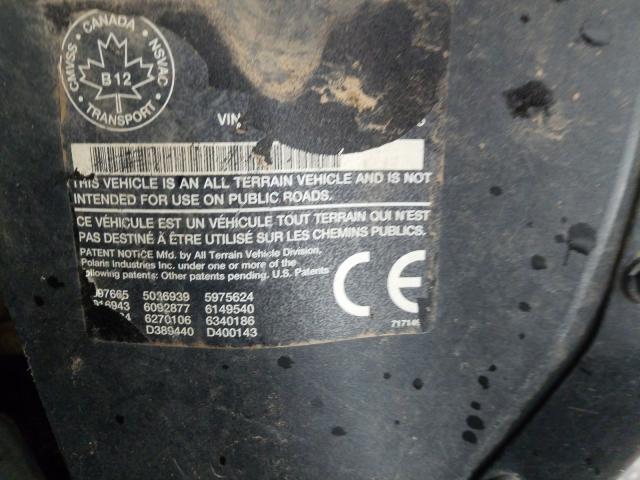 CANADA
CMVSS NSVAC
B 12
TRANSPORT
VIN
THIS VEHICLE IS AN ALL TERRAIN VEHICLE AND IS NOT
INTENDED FOR USE ON PUBLIC ROADS.
CE VÉHICULE EST UN VÉHICULE TOUT TERRAIN QUI N'EST
PAS DESTINÉ À ÊTRE UTILISÉ SUR LES CHEMINS PUBLICS.
PATENT NOTICE Mfd. by All Terrain Vehicle Division,
Polaris Industries Inc. under one or more of the
following patents: Other patents pending. U.S. Patents
5036939 5975624
6092877 6149540
6270106 6340186
D389440 D400143
CE